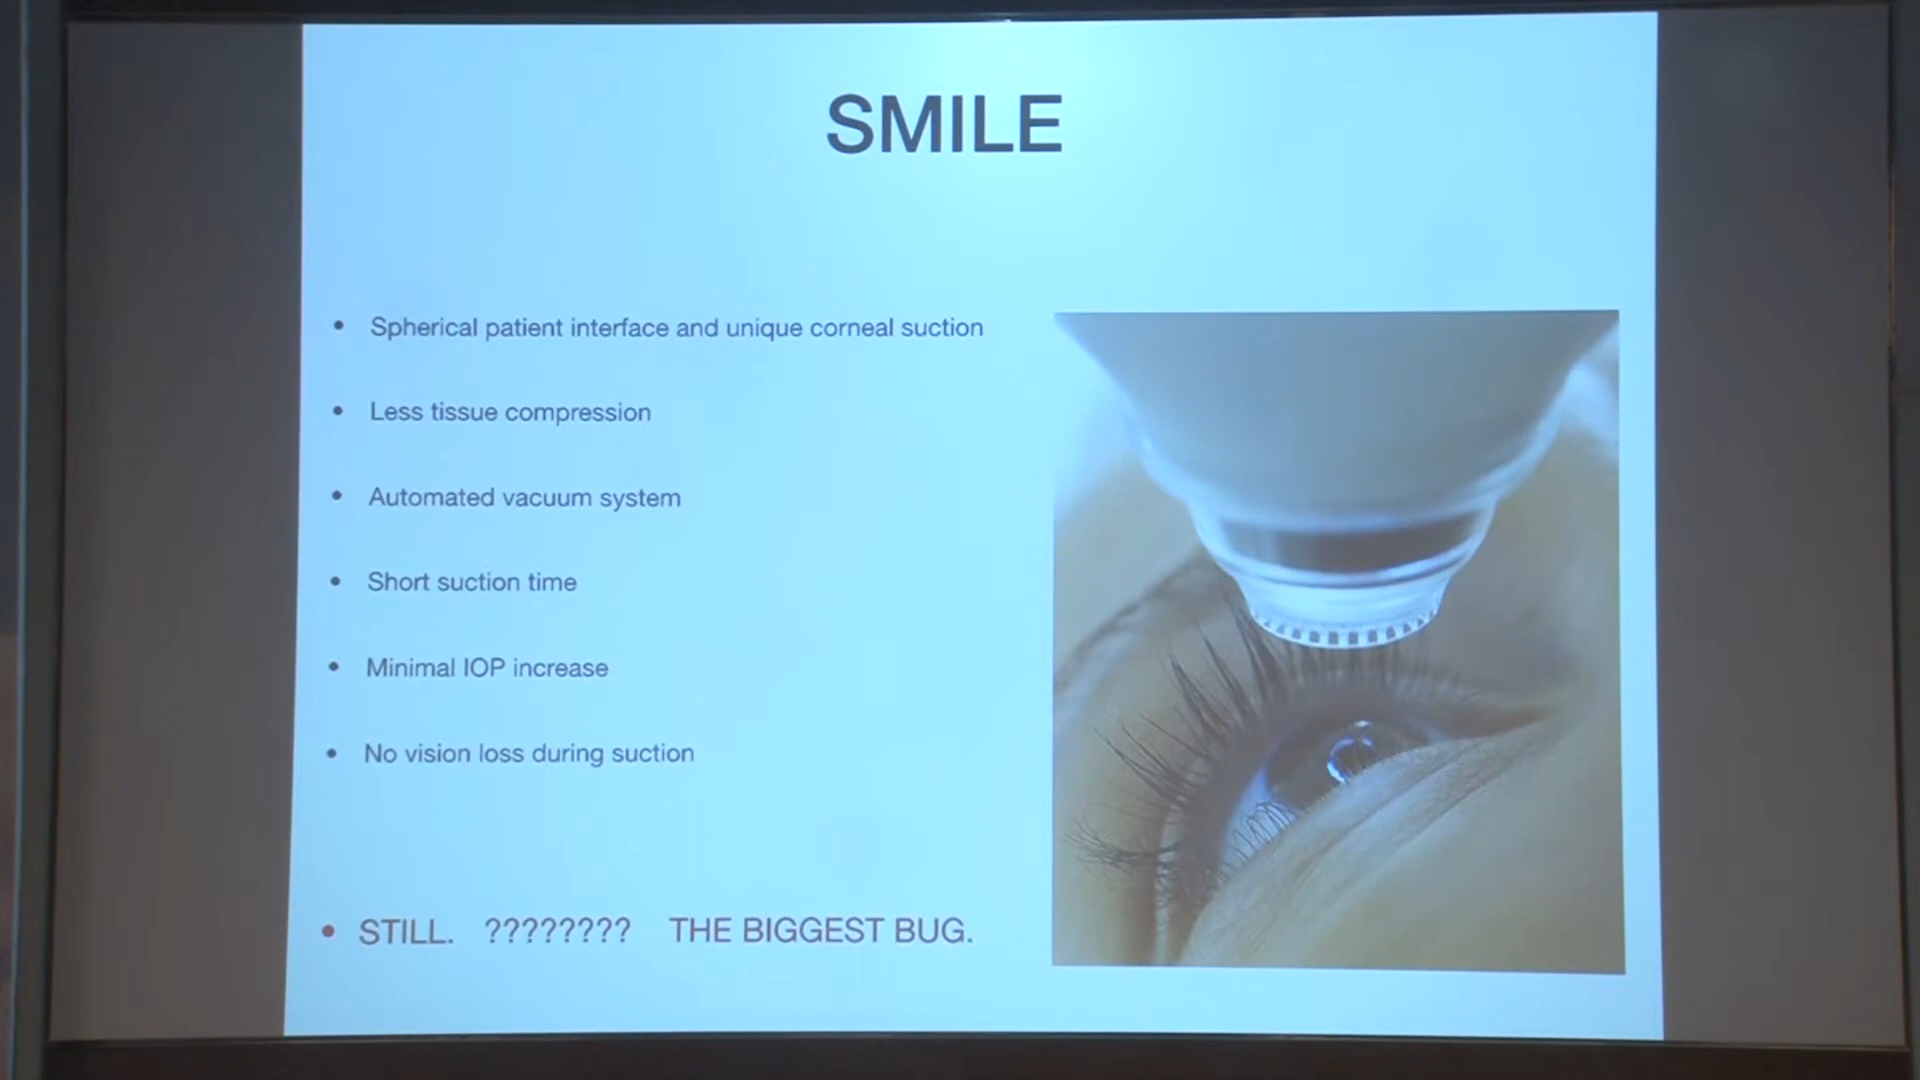 SMILE
• Spherical patient interface and unique corneal suction
• Less tissue compression
• Automated vacuum system
• Short suction time
• Minimal IOP increase
• No vision loss during suction
• STILL. ???????? THE BIGGEST BUG.